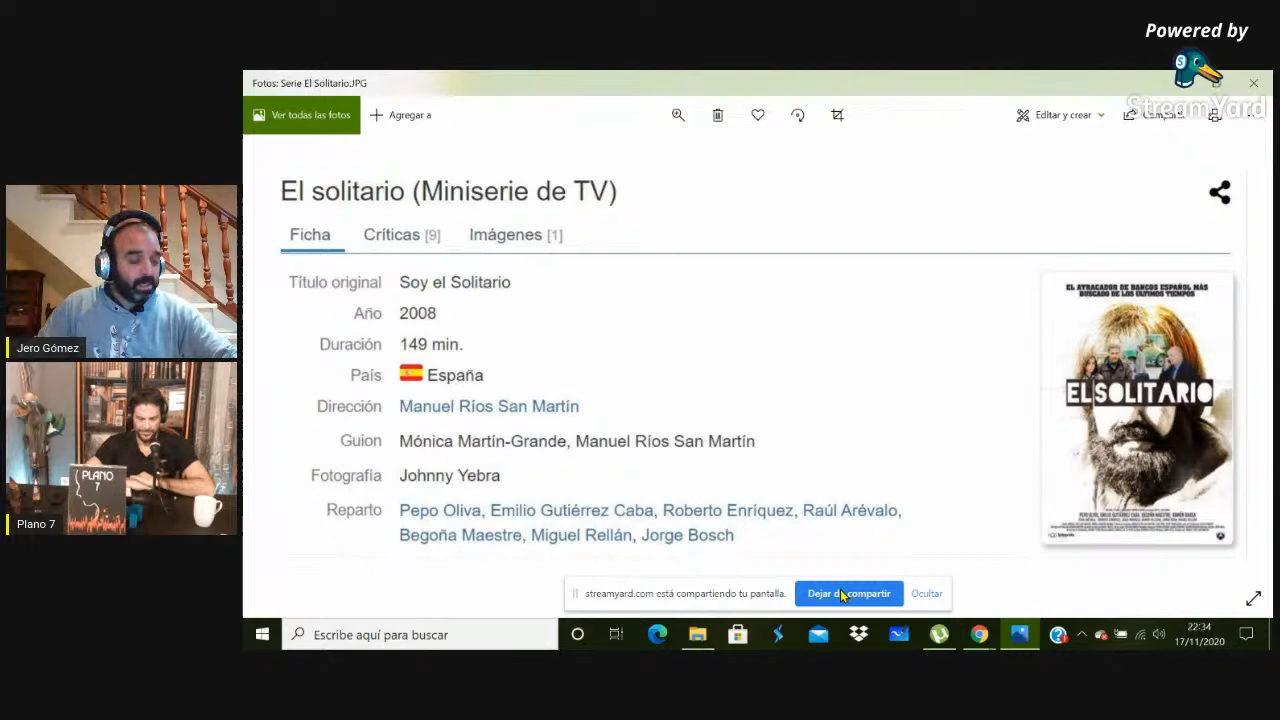 Powered by
StreamYard
Fotos: Serie El Solitario.JPG
Ver todas las fotos
Agregar a
Editar y crear
El solitario (Miniserie de TV)
Ficha Críticas [9] Imágenes [1]
Título original Soy el Solitario
Año 2008
Duración 149 min.
País España
Dirección Manuel Ríos San Martín
Guion Mónica Martín-Grande, Manuel Ríos San Martín
Fotografía Johnny Yebra
Reparto Pepo Oliva, Emilio Gutiérrez Caba, Roberto Enríquez, Raúl Arévalo,
Begoña Maestre, Miguel Rellán, Jorge Bosch
EL ATRACADOR DE BANCOS ESPAÑOL MÁS
BUSCADO DE LOS ÚLTIMOS TIEMPOS
EL SOLITARIO
Jero Gómez
PLANO
7
Plano 7
streamyard.com está compartiendo tu pantalla.
Dejar de compartir
Ocultar
Escribe aquí para buscar
22:34
17/11/2020